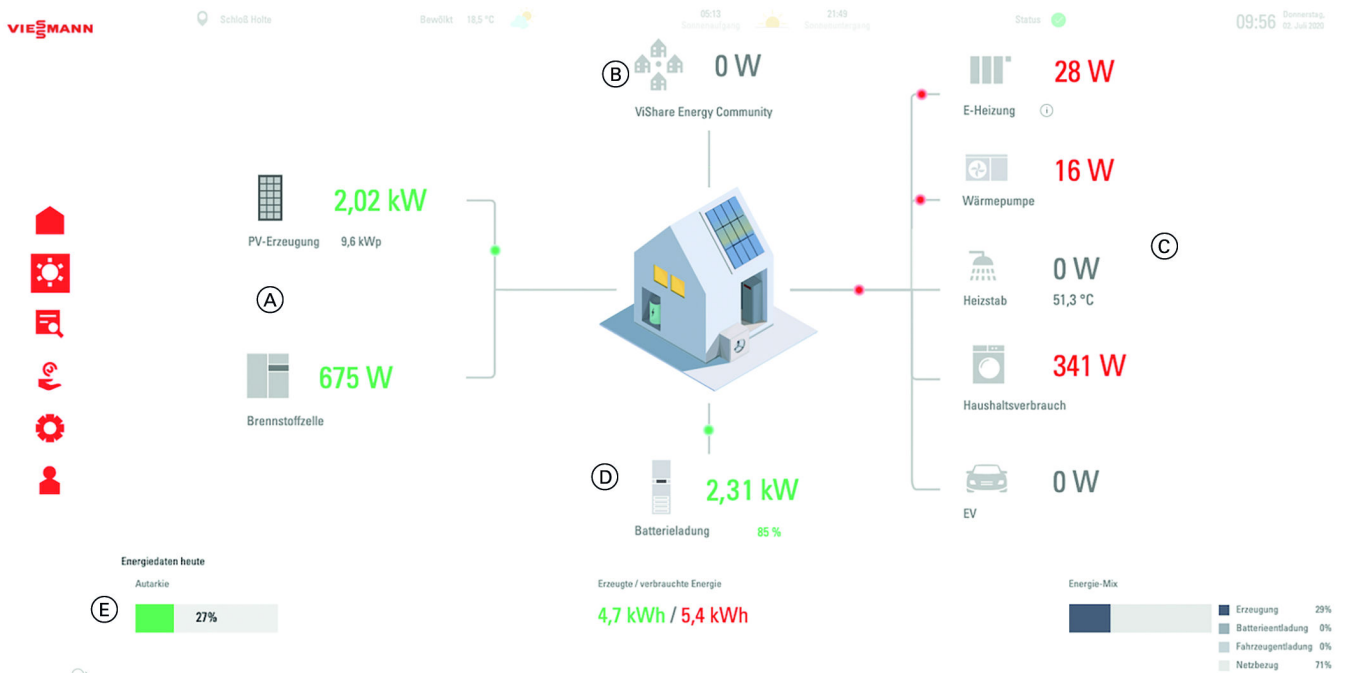 VIESSMANN
Schloß Holte
Bewölkt 18,5 °C
05:13
Sonnenaufgang
21:49
Sonnenuntergang
Status
09:56
Donnerstag,
02. Juli 2020
B
0 W
ViShare Energy Community
28 W
E-Heizung i
16 W
Wärmepumpe
C
0 W
Heizstab 51,3 °C
341 W
Haushaltsverbrauch
0 W
EV
2,02 kW
PV-Erzeugung 9,6 kWp
A
675 W
Brennstoffzelle
D
2,31 kW
Batterieladung 85 %
Energiedaten heute
Autarkie
E
27%
Erzeugte / verbrauchte Energie
4,7 kWh / 5,4 kWh
Energie-Mix
Erzeugung 29%
Batterieentladung 0%
Fahrzeugentladung 0%
Netzbezug 71%